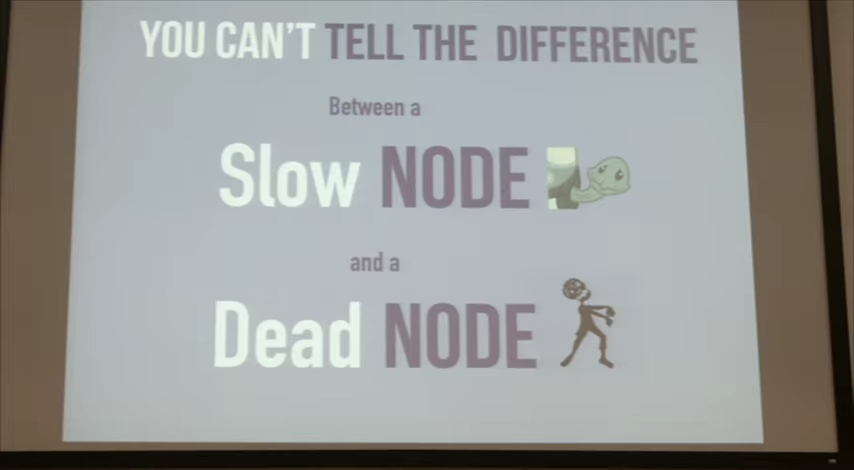 YOU CAN'T TELL THE DIFFERENCE
Between a
Slow NODE
and a
Dead NODE